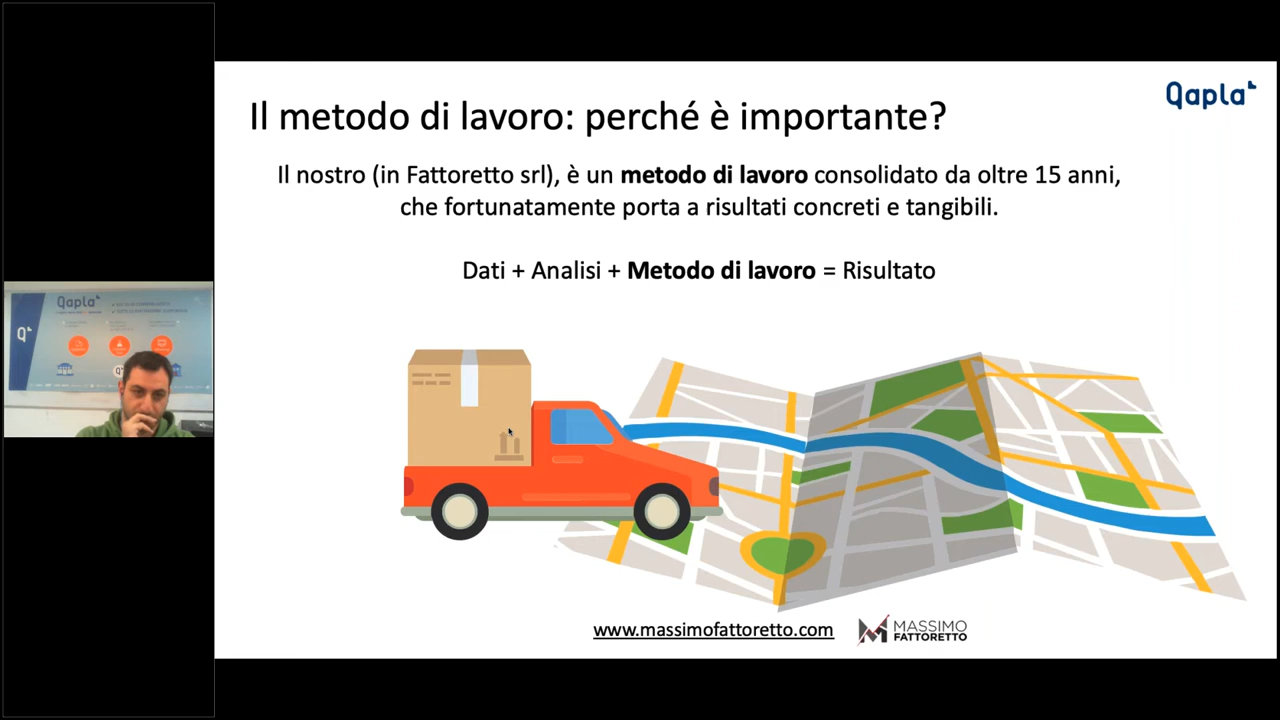 Il metodo di lavoro: perché è importante?
Qapla'
Il nostro (in Fattoretto srl), è un metodo di lavoro consolidato da oltre 15 anni,
che fortunatamente porta a risultati concreti e tangibili.
Dati + Analisi + Metodo di lavoro = Risultato
Qapla'
www.massimofattoretto.com
MASSIMO
FATTORETTO